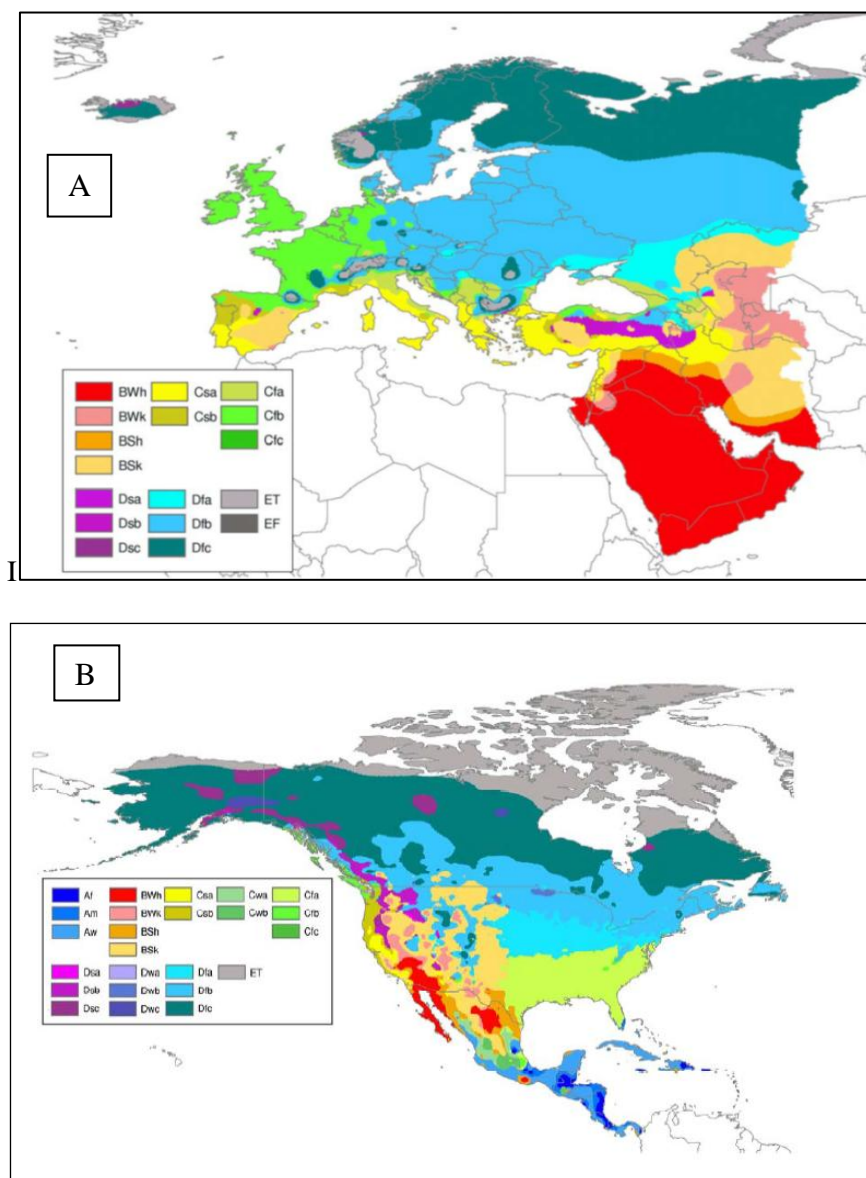 A
BWh Csa Cfa
BWk Csb Cfb
BSh Cfc
BSk
Dsa Dfa ET
Dsb Dfb EF
Dsc Dfc
I
B
Af BWh Csa Cwa Cfa
Am BWk Csb Cwb Cfb
Aw BSh Cfc
BSk
Dsa Dwa Dfa ET
Dsb Dwb Dfb
Dsc Dwc Dfc